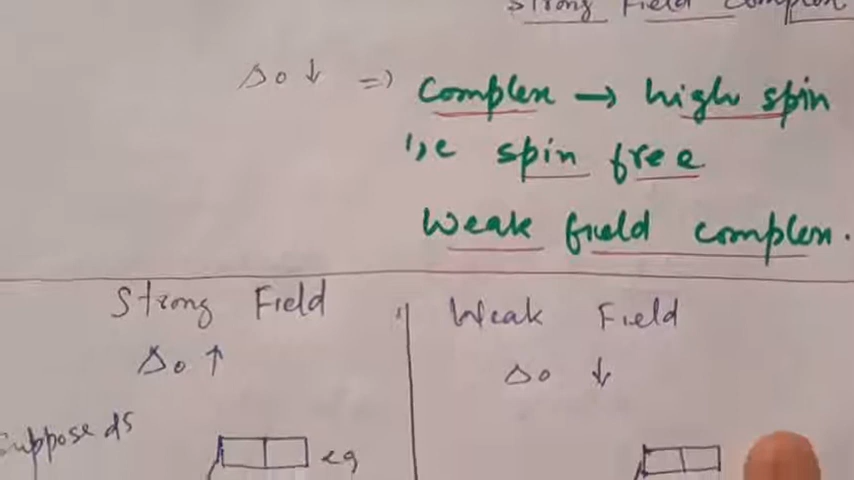 Strong Field Complex
Δo ↓ => Complex → high spin
i,e spin free
Weak field complex.
Strong Field
Weak Field
Δo ↑
Δo ↓
Suppose d5
eg